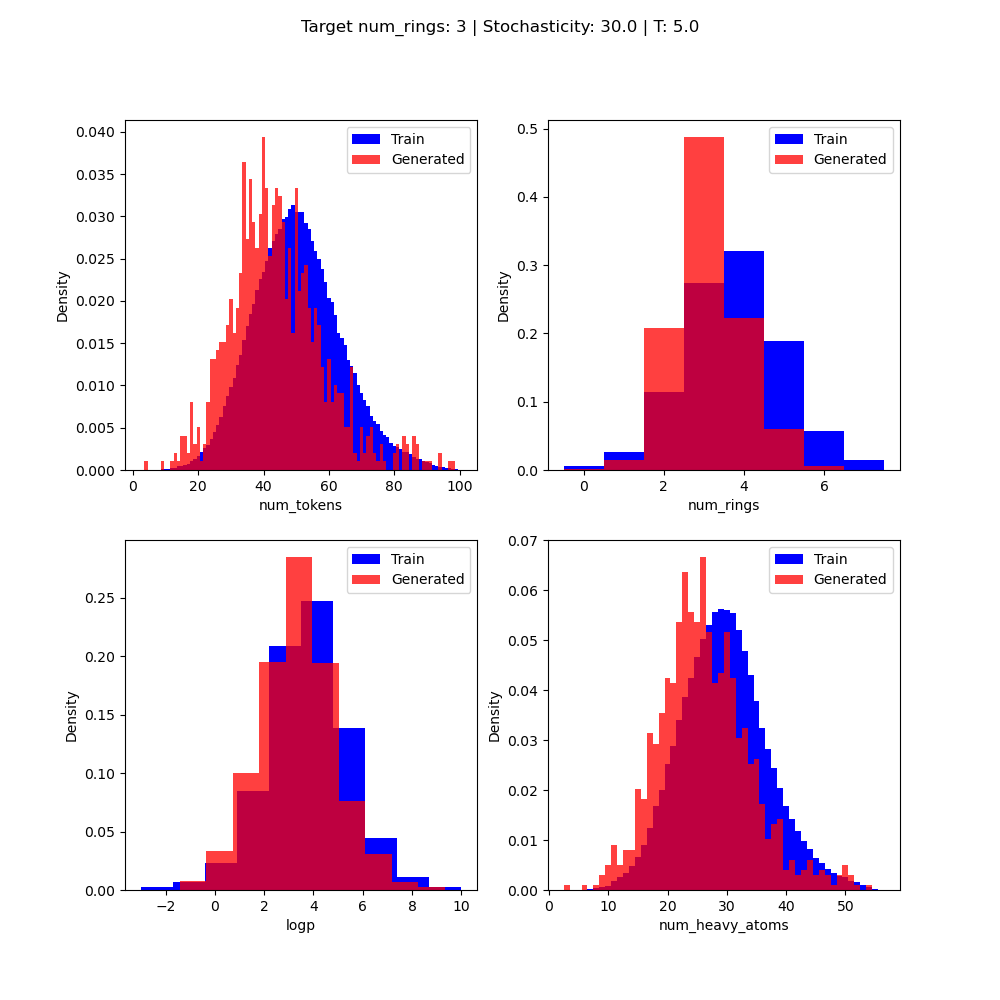 Target num_rings: 3 | Stochasticity: 30.0 | T: 5.0
Train
Generated
0.040
0.035
0.030
0.025
0.020
0.015
0.010
0.005
0.000
Density
0 20 40 60 80 100
num_tokens
Train
Generated
0.5
0.4
0.3
0.2
0.1
0.0
Density
0 2 4 6
num_rings
Train
Generated
0.25
0.20
0.15
0.10
0.05
0.00
Density
−2 0 2 4 6 8 10
logp
Train
Generated
0.07
0.06
0.05
0.04
0.03
0.02
0.01
0.00
Density
0 10 20 30 40 50
num_heavy_atoms